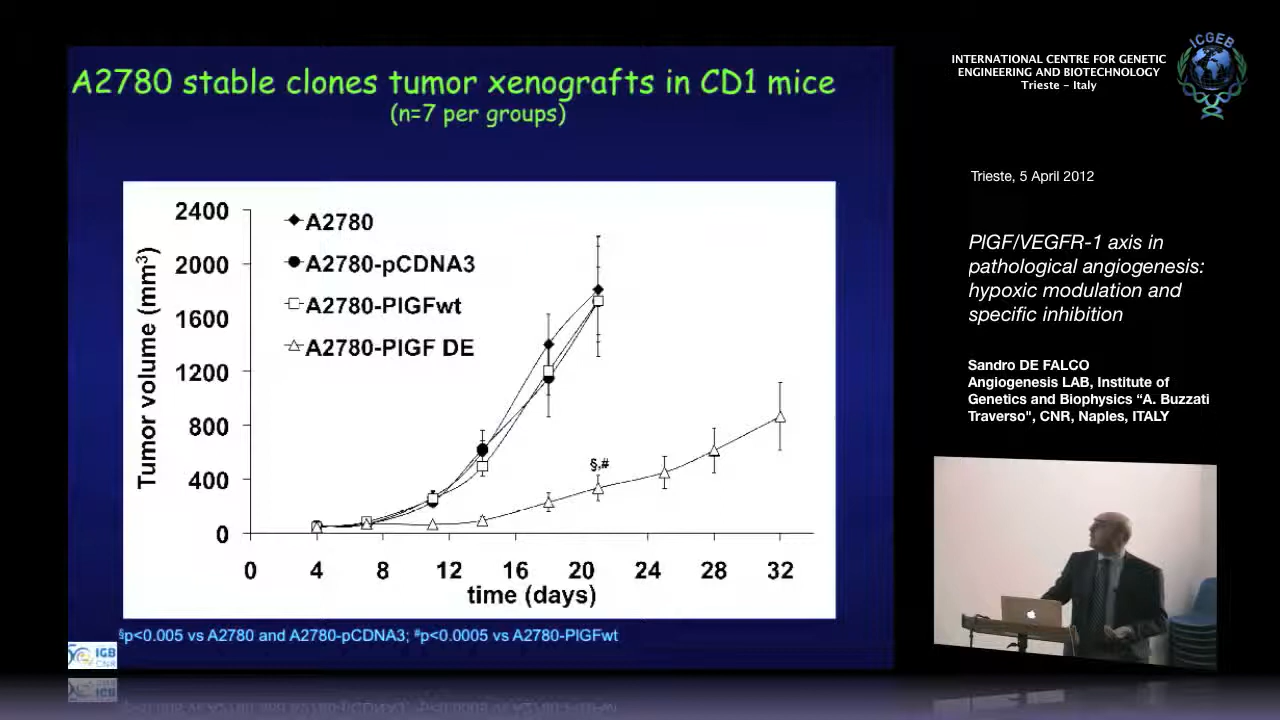 A2780 stable clones tumor xenografts in CD1 mice
(n=7 per groups)
2400
2000
1600
1200
800
400
0
Tumor volume (mm³)
A2780
A2780-pCDNA3
A2780-PlGFwt
A2780-PlGF DE
§,#
0 4 8 12 16 20 24 28 32
time (days)
§p<0.005 vs A2780 and A2780-pCDNA3; #p<0.0005 vs A2780-PlGFwt
IGB
CNR
ICGEB
INTERNATIONAL CENTRE FOR GENETIC
ENGINEERING AND BIOTECHNOLOGY
Trieste - Italy
Trieste, 5 April 2012
PlGF/VEGFR-1 axis in
pathological angiogenesis:
hypoxic modulation and
specific inhibition
Sandro DE FALCO
Angiogenesis LAB, Institute of
Genetics and Biophysics “A. Buzzati
Traverso", CNR, Naples, ITALY